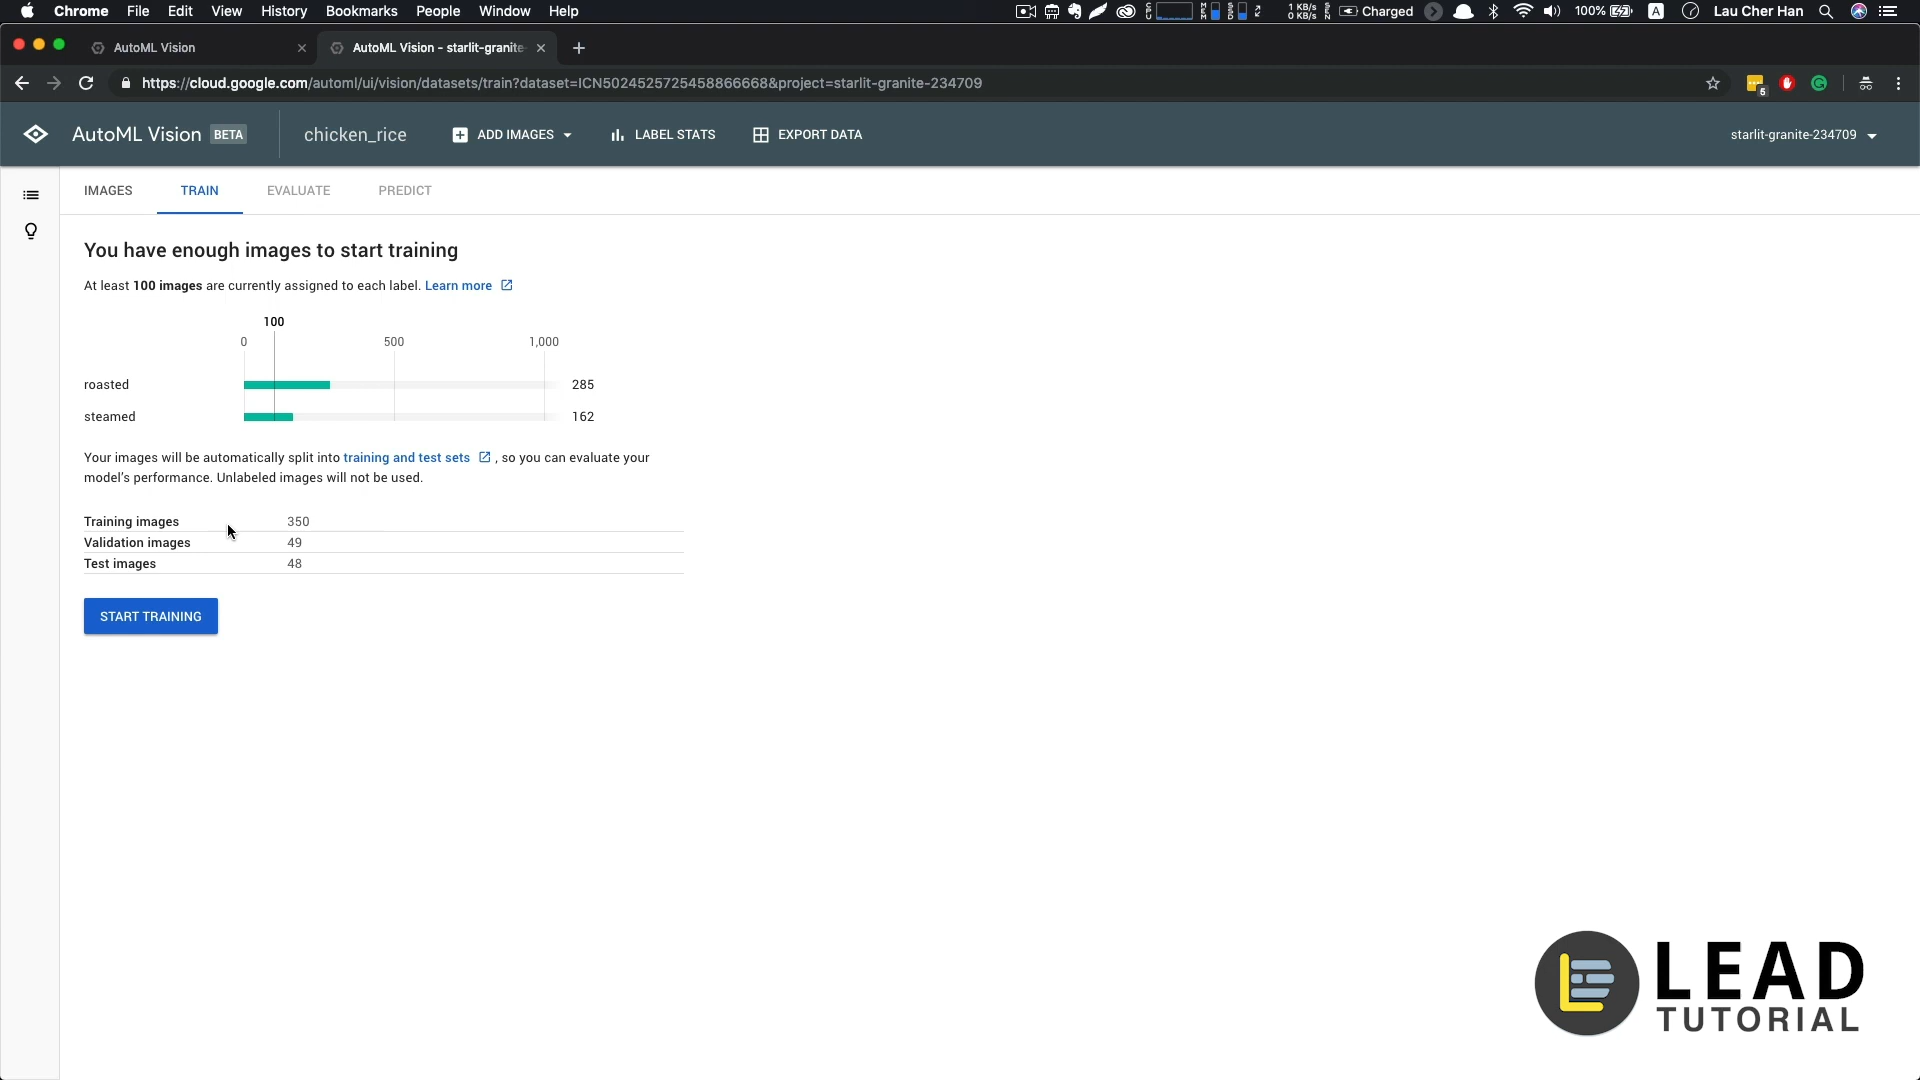 Chrome File Edit View History Bookmarks People Window Help 1 KB/s 0 KB/s Charged 100% A Lau Cher Han
AutoML Vision AutoML Vision - starlit-granite-
https://cloud.google.com/automl/ui/vision/datasets/train?dataset=ICN5024525725458866668&project=starlit-granite-234709 5
AutoML Vision BETA chicken_rice ADD IMAGES LABEL STATS EXPORT DATA starlit-granite-234709
IMAGES TRAIN EVALUATE PREDICT
You have enough images to start training
At least 100 images are currently assigned to each label. Learn more
100
0 500 1,000
roasted 285
steamed 162
Your images will be automatically split into training and test sets , so you can evaluate your
model's performance. Unlabeled images will not be used.
Training images 350
Validation images 49
Test images 48
START TRAINING
LEAD
TUTORIAL